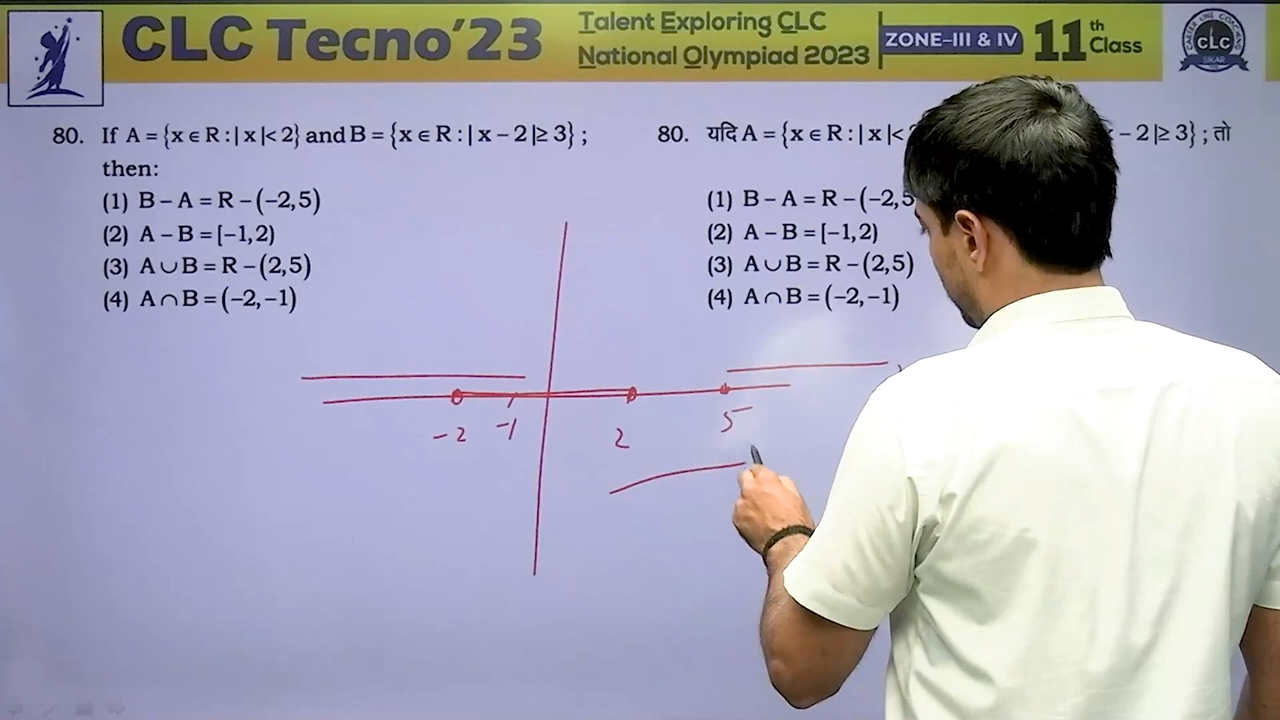 CLC Tecno'23
Talent Exploring CLC
National Olympiad 2023
ZONE–III & IV
11th Class
CLC
SIKAR
80. If A = {x ∈ R : | x |< 2} and B = {x ∈ R : | x − 2 |≥ 3} ;
then:
(1) B − A = R − (−2, 5)
(2) A − B = [−1, 2)
(3) A ∪ B = R − (2, 5)
(4) A ∩ B = (−2, −1)
80. यदि A = {x ∈ R : | x |<
− 2 |≥ 3} ; तो
(1) B − A = R − (−2, 5
(2) A − B = [−1, 2)
(3) A ∪ B = R − (2, 5)
(4) A ∩ B = (−2, −1)
−2 −1 2 5